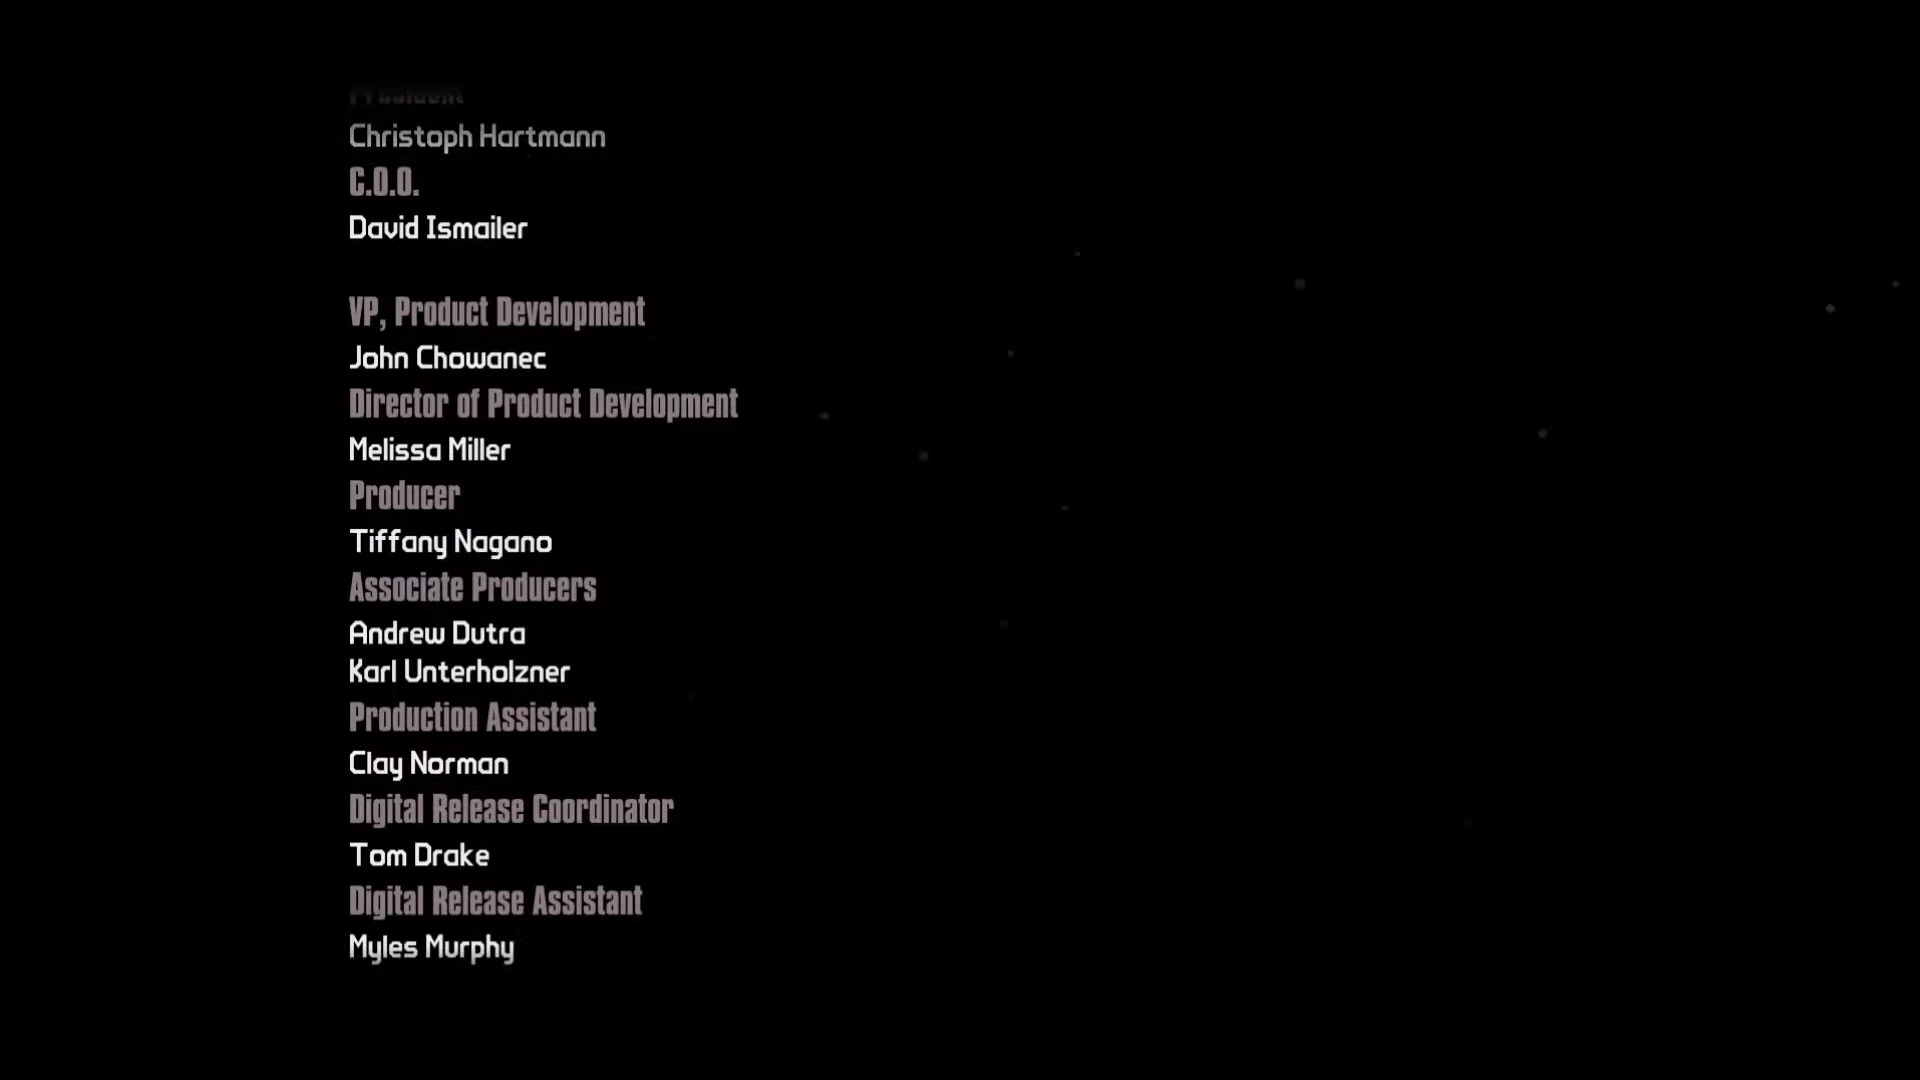 President
Christoph Hartmann
C.O.O.
David Ismailer
VP, Product Development
John Chowanec
Director of Product Development
Melissa Miller
Producer
Tiffany Nagano
Associate Producers
Andrew Dutra
Karl Unterholzner
Production Assistant
Clay Norman
Digital Release Coordinator
Tom Drake
Digital Release Assistant
Myles Murphy